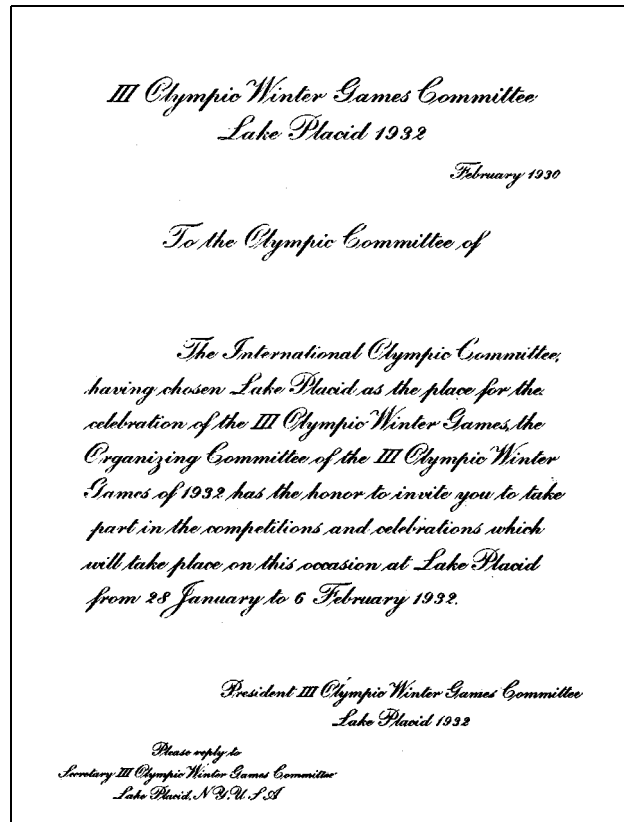 III Olympic Winter Games Committee
Lake Placid 1932
February 1930
To the Olympic Committee of
The International Olympic Committee,
having chosen Lake Placid as the place for the
celebration of the III Olympic Winter Games, the
Organizing Committee of the III Olympic Winter
Games of 1932 has the honor to invite you to take
part in the competitions and celebrations which
will take place on this occasion at Lake Placid
from 28 January to 6 February 1932.
President III Olympic Winter Games Committee
Lake Placid 1932
Please reply to
Secretary III Olympic Winter Games Committee
Lake Placid, N Y. U S A